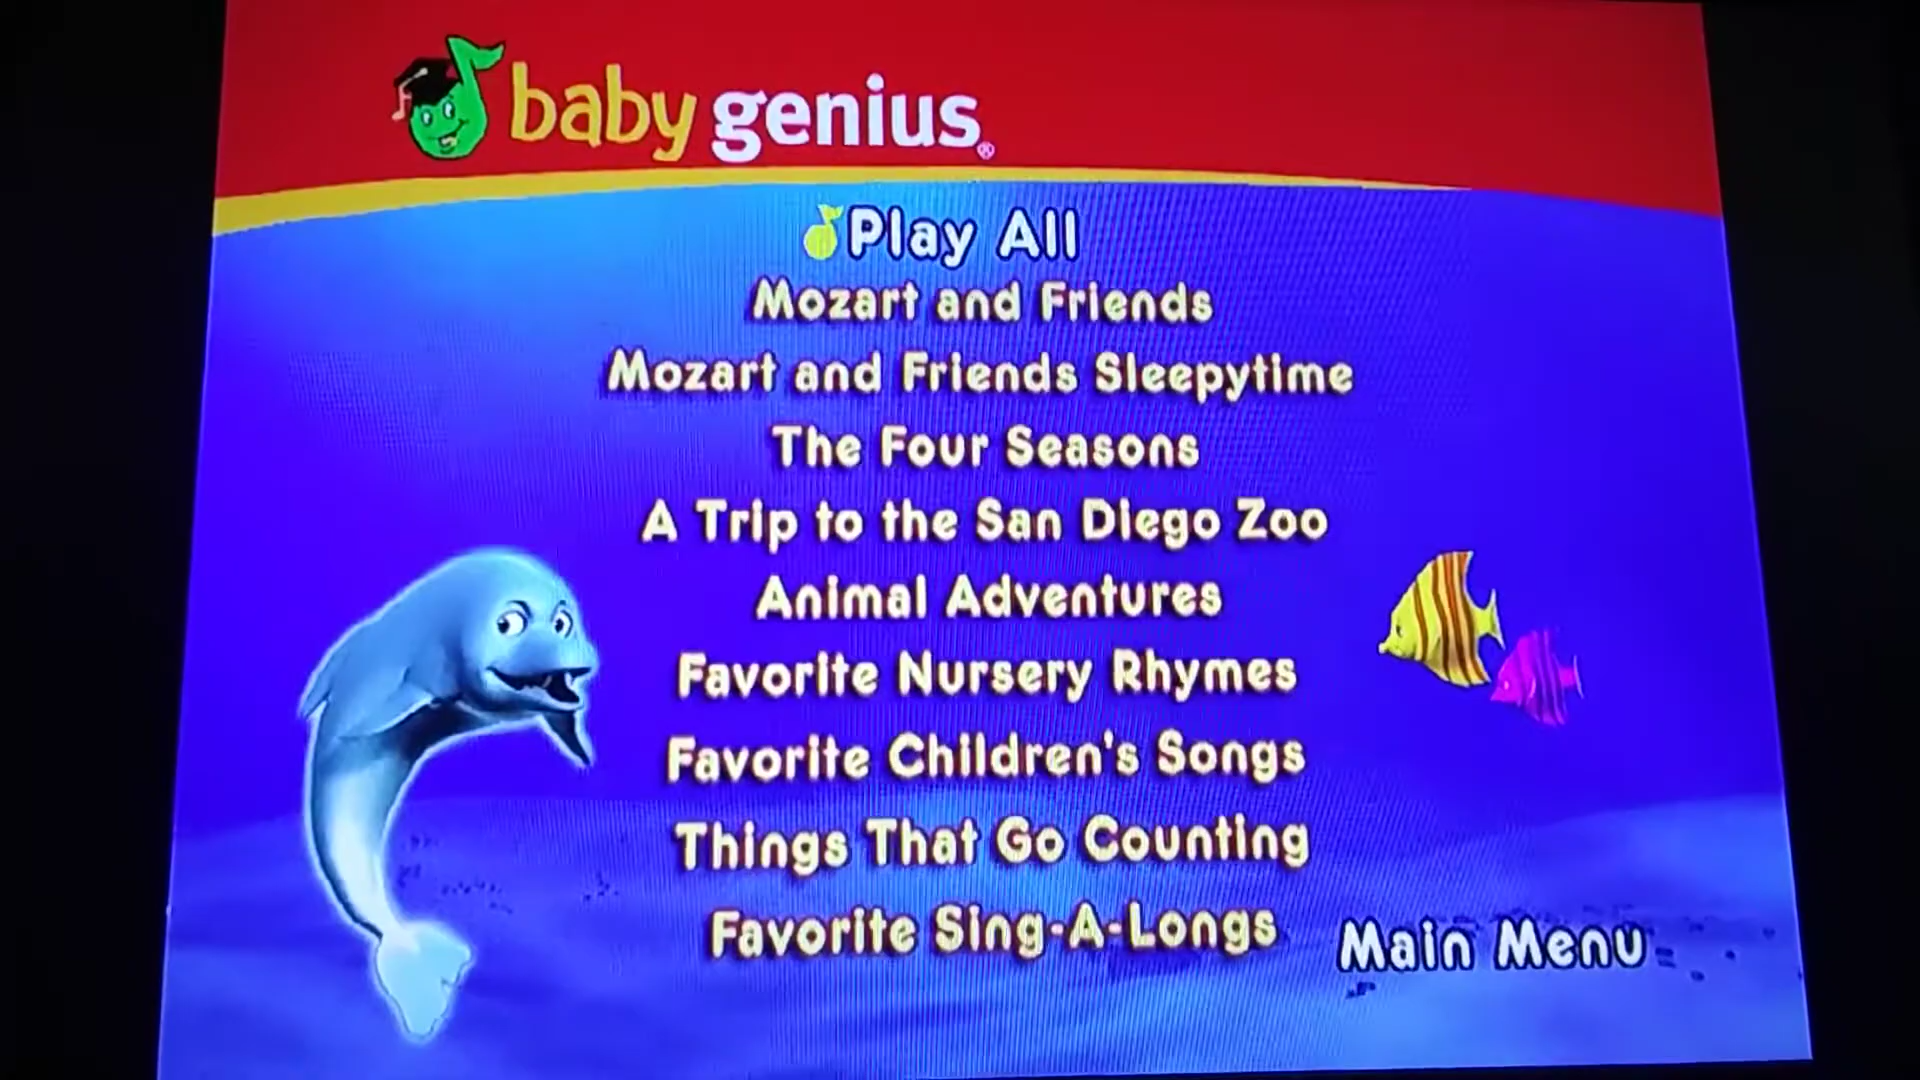 baby genius®
Play All
Mozart and Friends
Mozart and Friends Sleepytime
The Four Seasons
A Trip to the San Diego Zoo
Animal Adventures
Favorite Nursery Rhymes
Favorite Children's Songs
Things That Go Counting
Favorite Sing-A-Longs
Main Menu